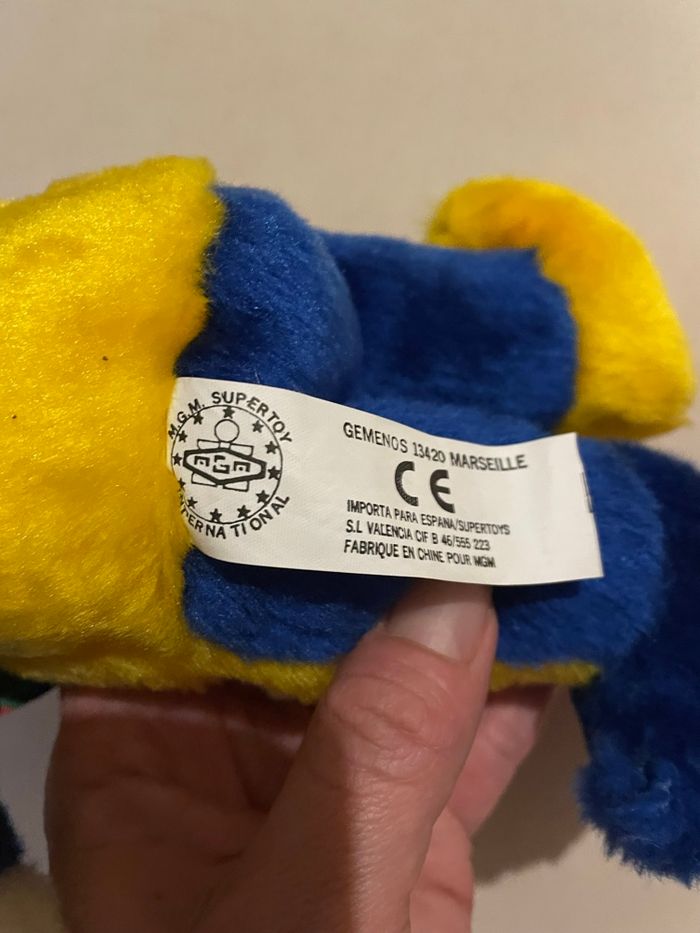 M.G.M. SUPERTOY
MGM
INTERNATIONAL
GEMENOS 13420 MARSEILLE
CE
IMPORTA PARA ESPANA/SUPERTOYS
S.L VALENCIA CIF B 46/555 223
FABRIQUE EN CHINE POUR MGM